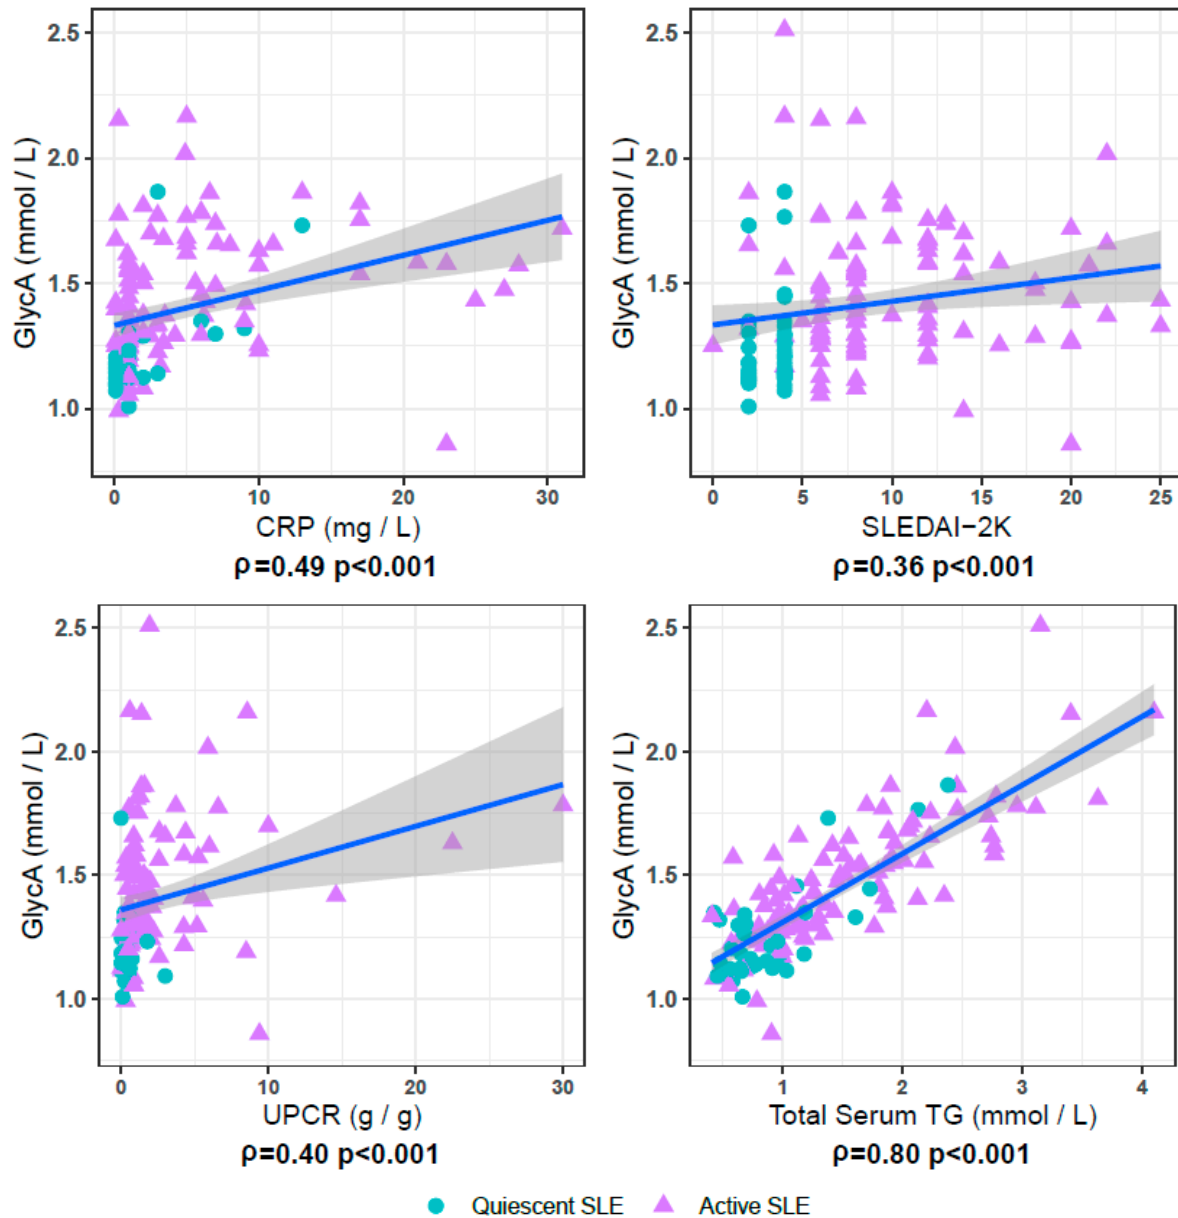 2.5
2.0
1.5
1.0
GlycA (mmol / L)
0 10 20 30
CRP (mg / L)
ρ=0.49 p<0.001
2.5
2.0
1.5
1.0
GlycA (mmol / L)
0 5 10 15 20 25
SLEDAI−2K
ρ=0.36 p<0.001
2.5
2.0
1.5
1.0
GlycA (mmol / L)
0 10 20 30
UPCR (g / g)
ρ=0.40 p<0.001
2.5
2.0
1.5
1.0
GlycA (mmol / L)
1 2 3 4
Total Serum TG (mmol / L)
ρ=0.80 p<0.001
Quiescent SLE Active SLE